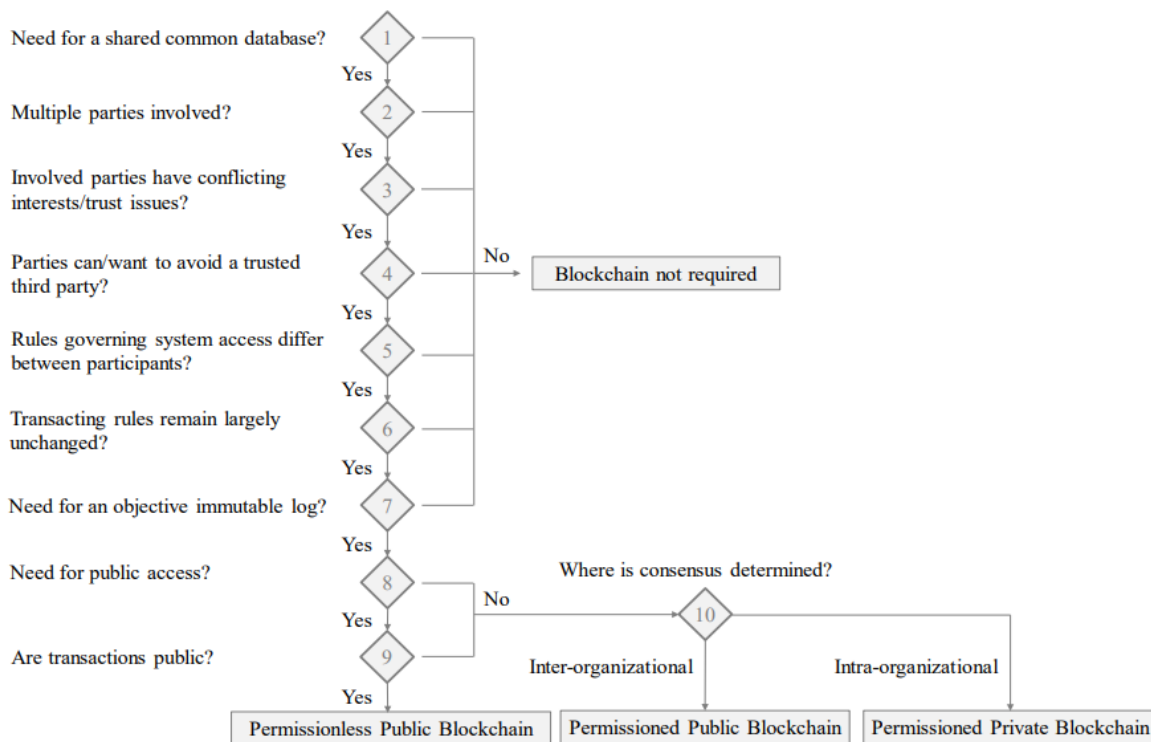 Need for a shared common database?
1
Yes
Multiple parties involved?
2
Yes
Involved parties have conflicting
interests/trust issues?
3
Yes
Parties can/want to avoid a trusted
third party?
4
No
Blockchain not required
Yes
Rules governing system access differ
between participants?
5
Yes
Transacting rules remain largely
unchanged?
6
Yes
Need for an objective immutable log?
7
Yes
Need for public access?
8
Where is consensus determined?
No
10
Yes
Are transactions public?
9
Inter-organizational
Intra-organizational
Yes
Permissionless Public Blockchain
Permissioned Public Blockchain
Permissioned Private Blockchain